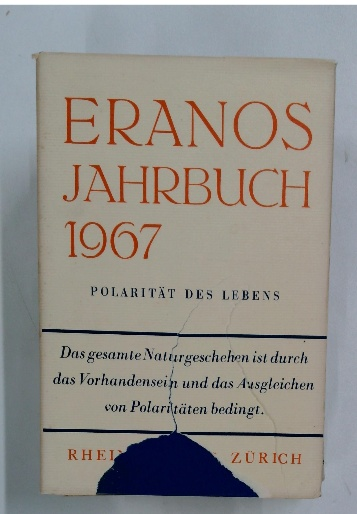 ERANOS
JAHRBUCH
1967
POLARITÄT DES LEBENS
Das gesamte Naturgeschehen ist durch
das Vorhandensein und das Ausgleichen
von Polaritäten bedingt.
ZÜRICH